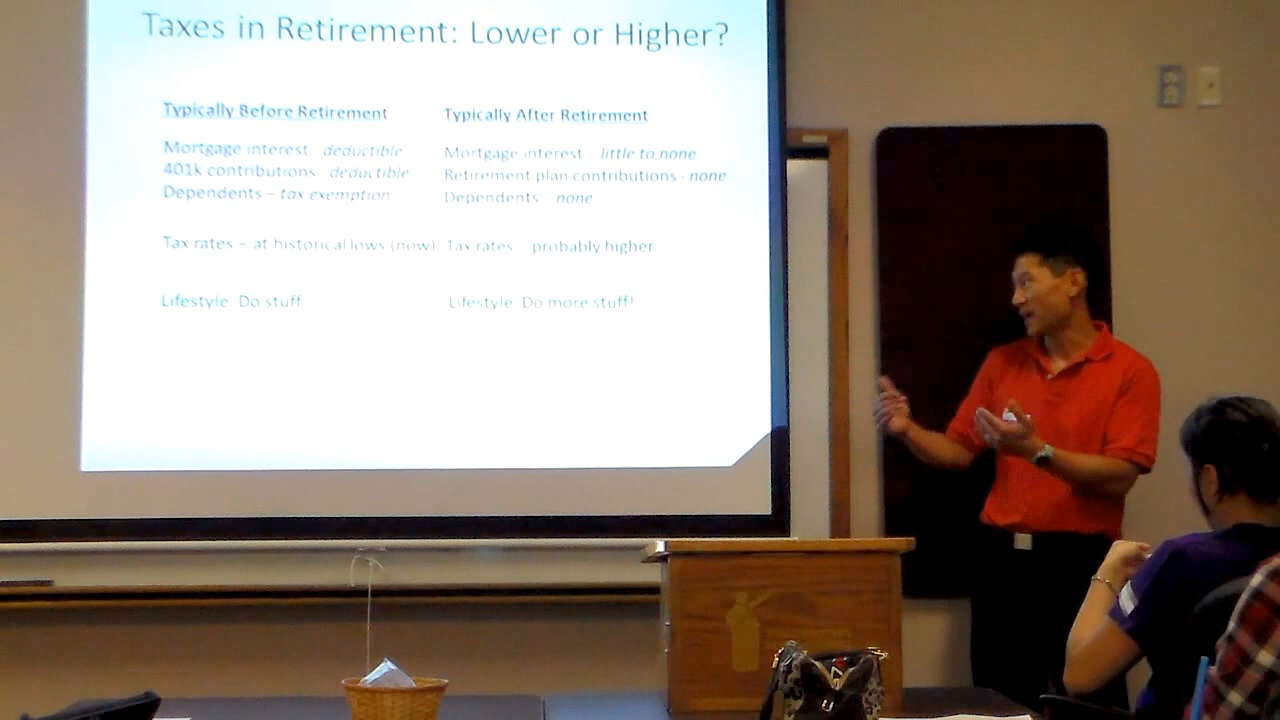 Taxes in Retirement: Lower or Higher?
Typically Before Retirement
Mortgage interest deductible
401k contributions deductible
Dependents – tax exemption
Tax rates – at historical lows (now)
Lifestyle Do stuff
Typically After Retirement
Mortgage interest - little to none
Retirement plan contributions - none
Dependents none
Tax rates probably higher
Lifestyle Do more stuff!